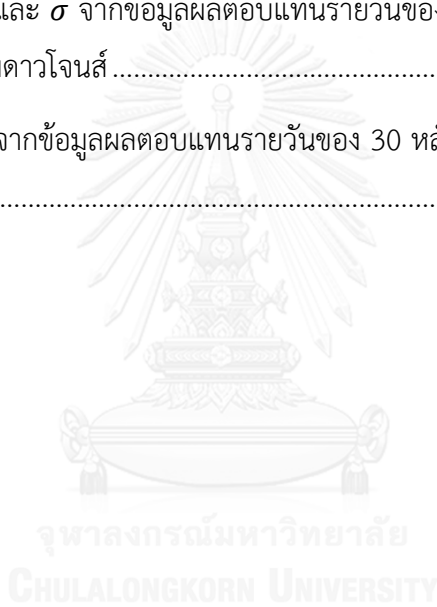 และ σ จากข้อมูลผลตอบแทนรายวันของ
ดาวโจนส์........................................................
จากข้อมูลผลตอบแทนรายวันของ 30
........................................................................
จุฬาลงกรณ์มหาวิทยาลัย
CHULALONGKORN UNIVERSITY